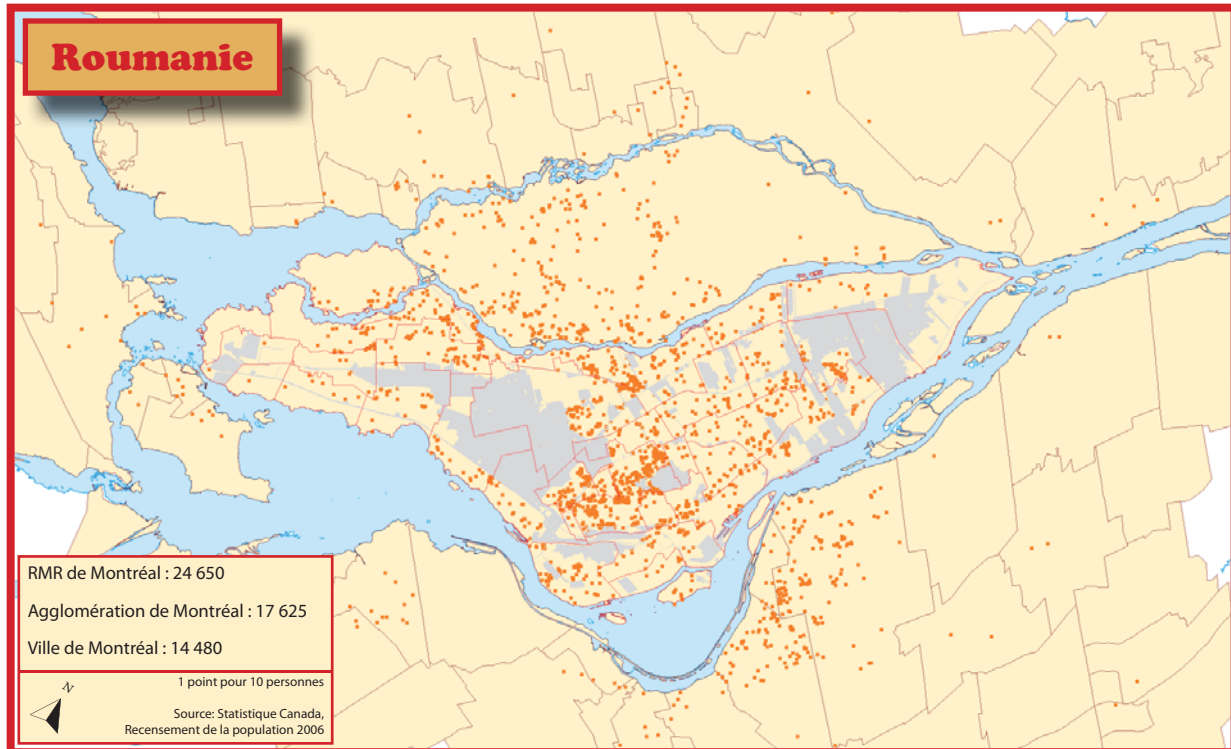 Roumanie
RMR de Montréal : 24 650
Agglomération de Montréal : 17 625
Ville de Montréal : 14 480
N
1 point pour 10 personnes
Source: Statistique Canada,
Recensement de la population 2006